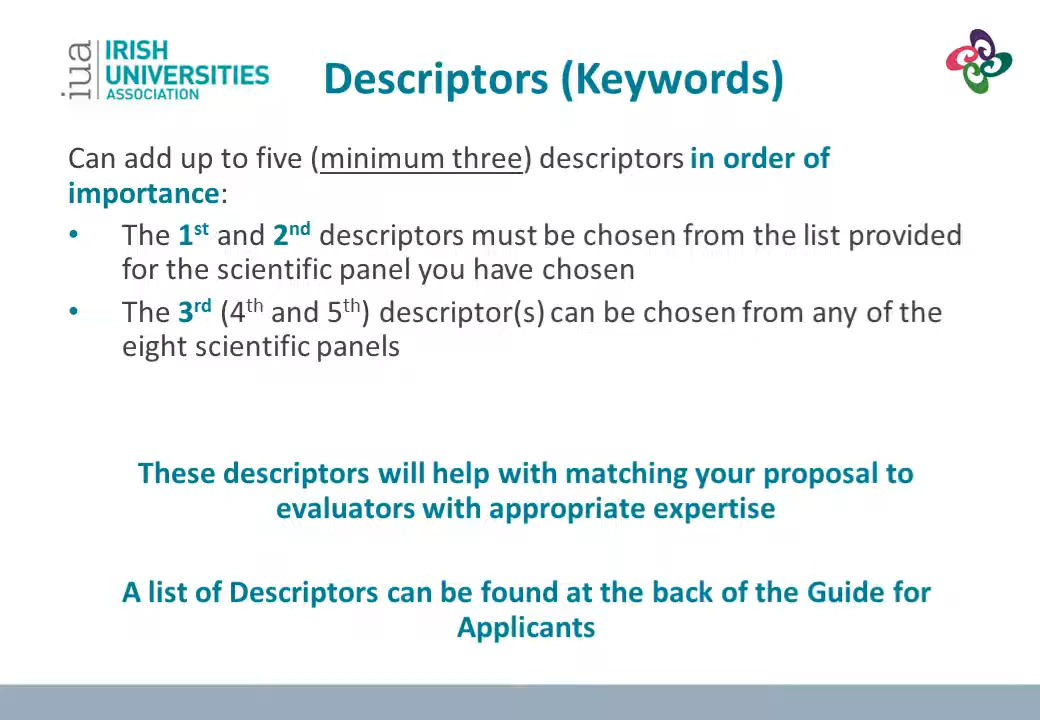 iua
IRISH
UNIVERSITIES
ASSOCIATION
Descriptors (Keywords)
Can add up to five (minimum three) descriptors in order of
importance:
• The 1st and 2nd descriptors must be chosen from the list provided
for the scientific panel you have chosen
• The 3rd (4th and 5th) descriptor(s) can be chosen from any of the
eight scientific panels
These descriptors will help with matching your proposal to
evaluators with appropriate expertise
A list of Descriptors can be found at the back of the Guide for
Applicants